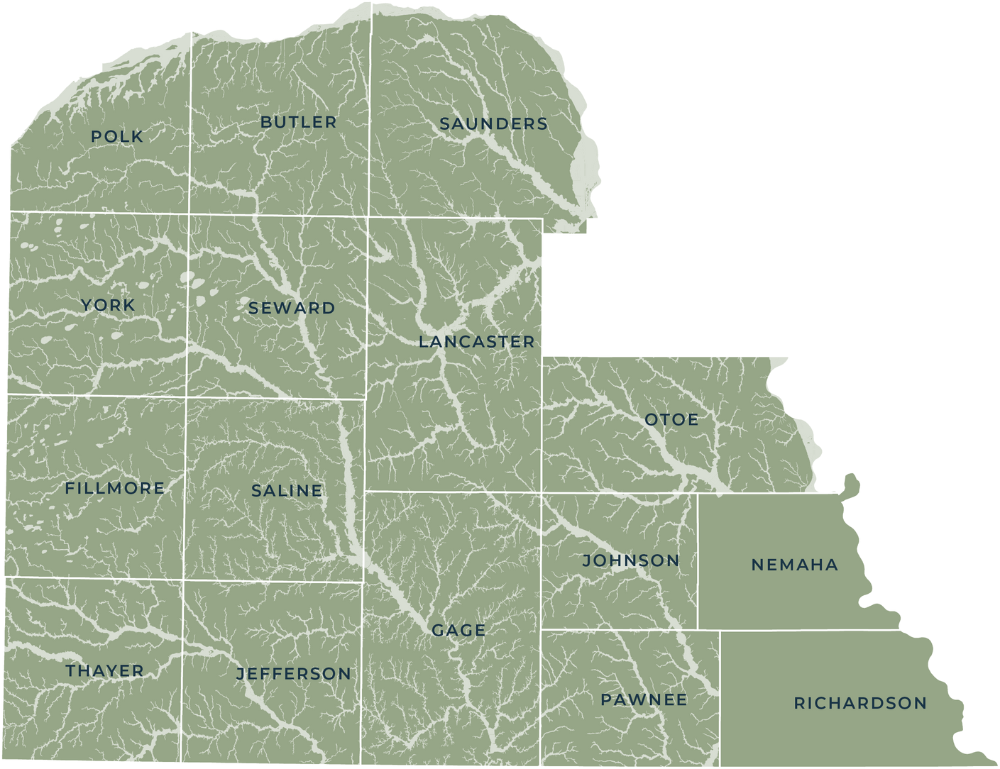 POLK
BUTLER
SAUNDERS
YORK
SEWARD
LANCASTER
OTOE
FILLMORE
SALINE
JOHNSON
NEMAHA
GAGE
THAYER
JEFFERSON
PAWNEE
RICHARDSON